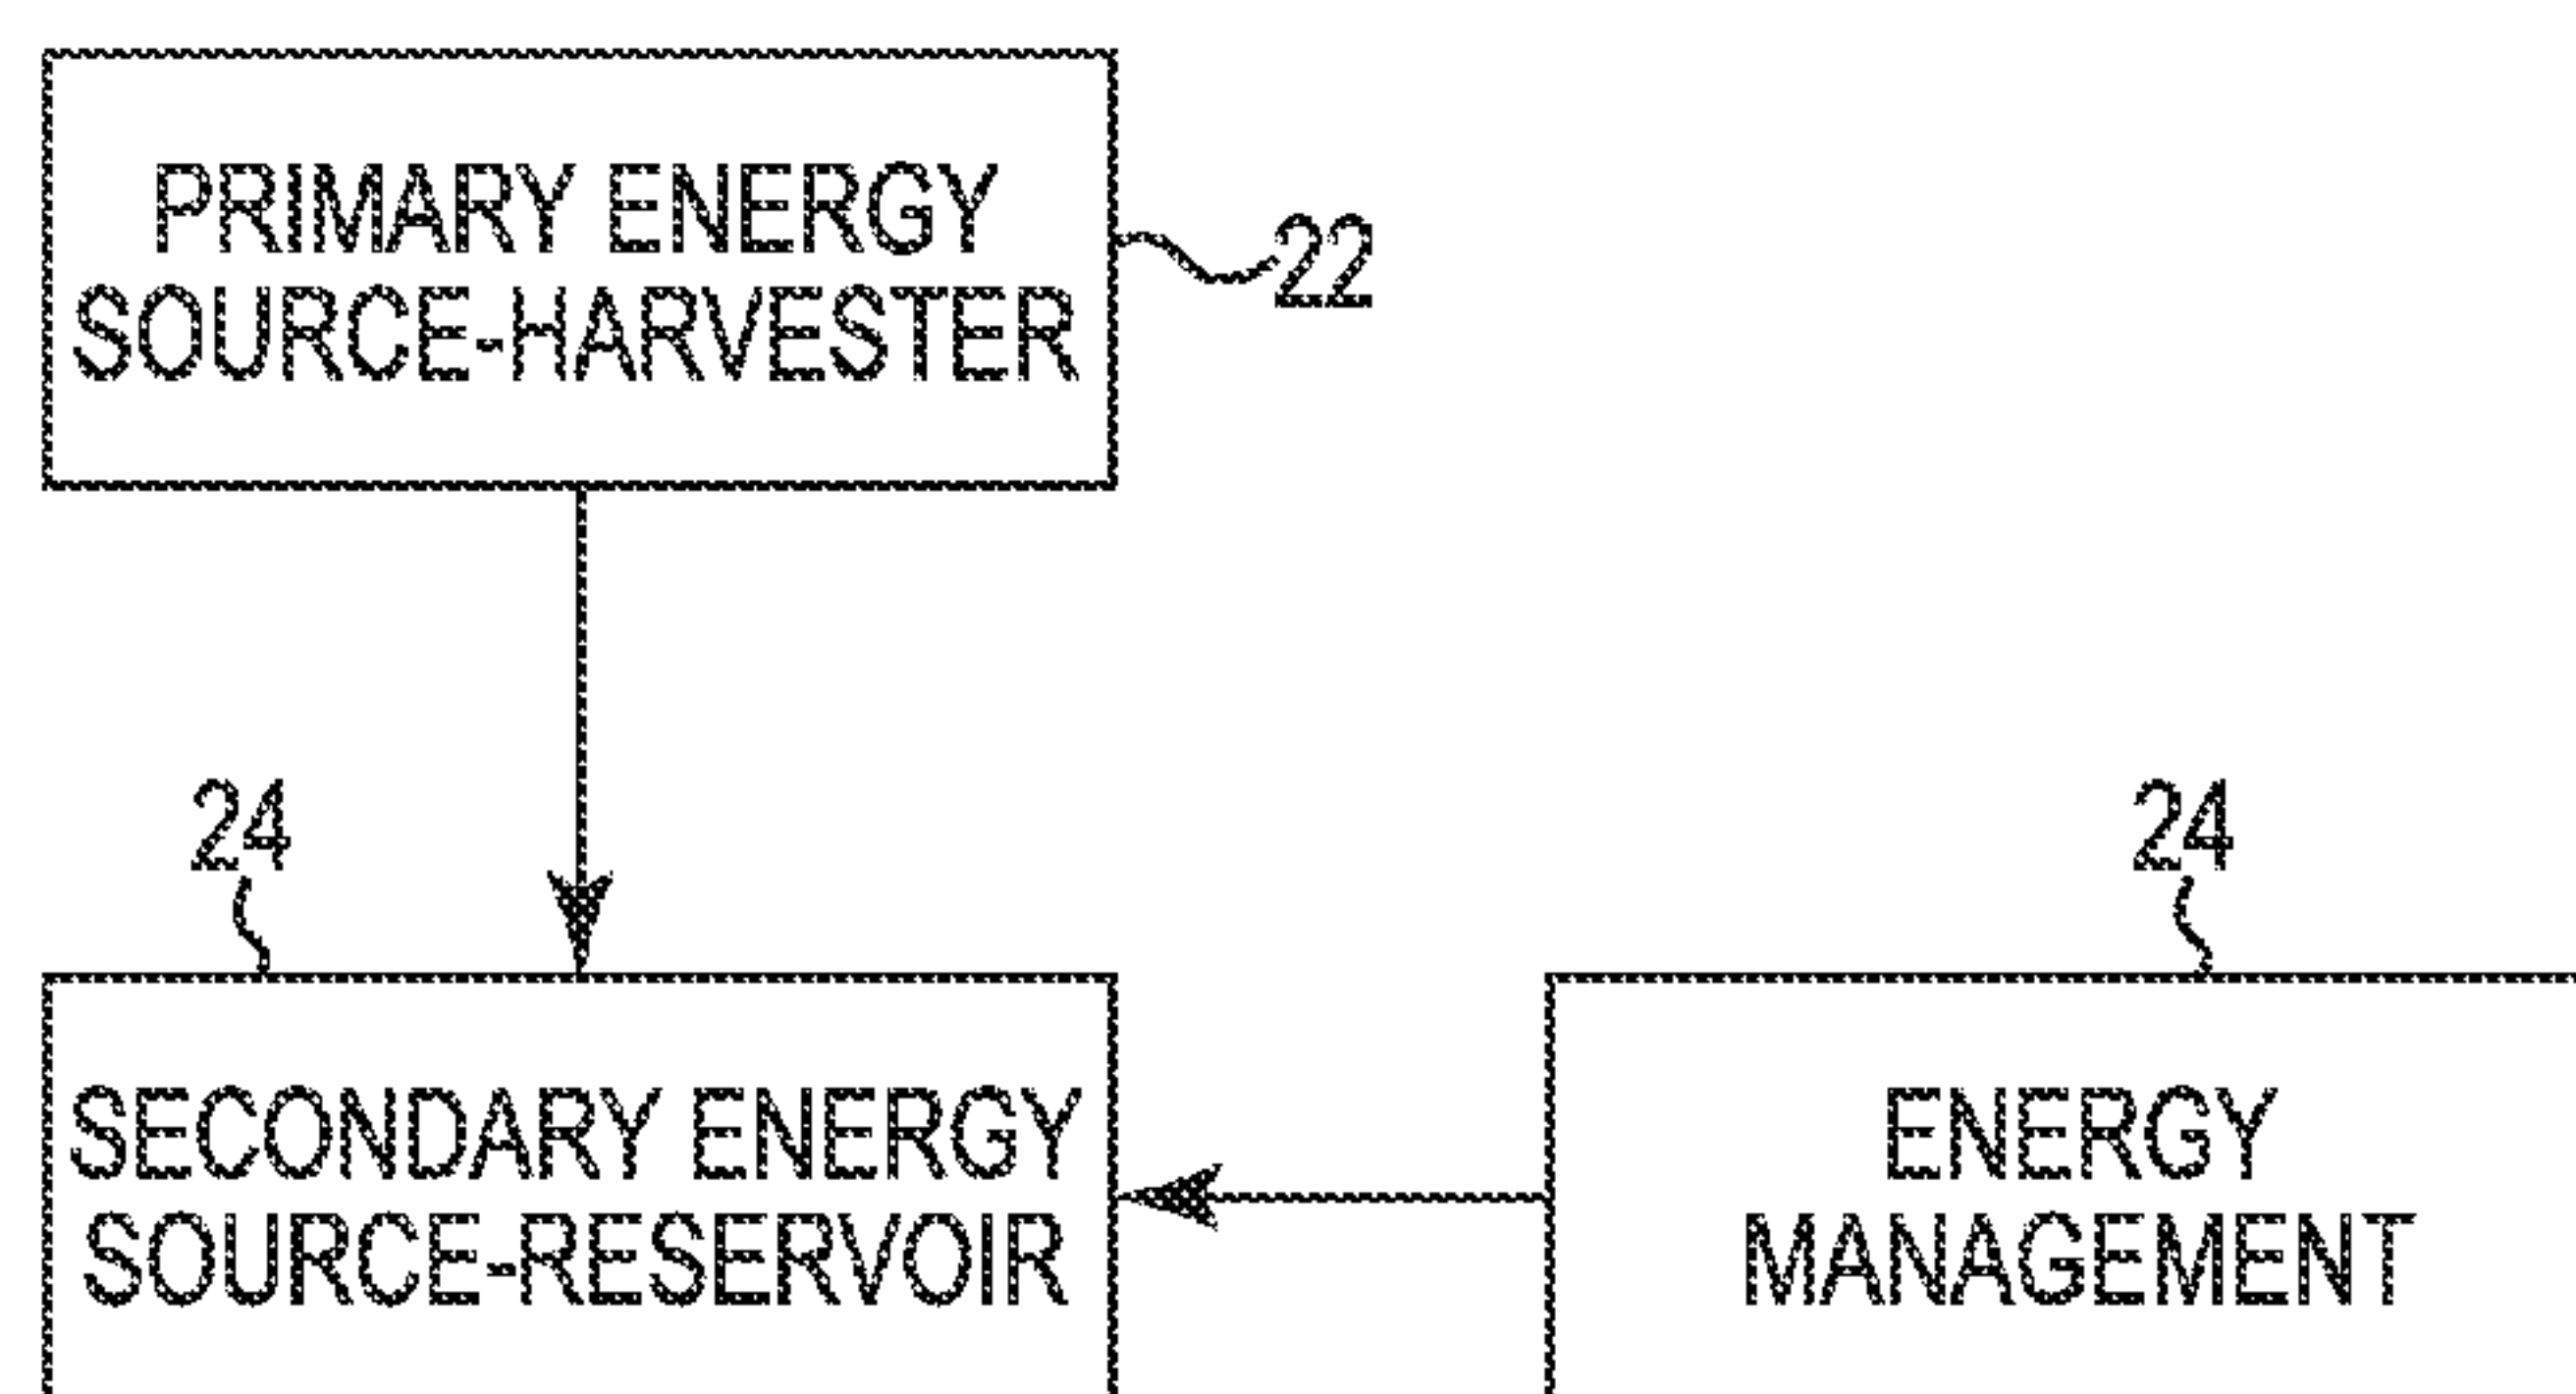 PRIMARY ENERGY
SOURCE-HARVESTER
22
24
24
SECONDARY ENERGY
SOURCE-RESERVOIR
ENERGY
MANAGEMENT